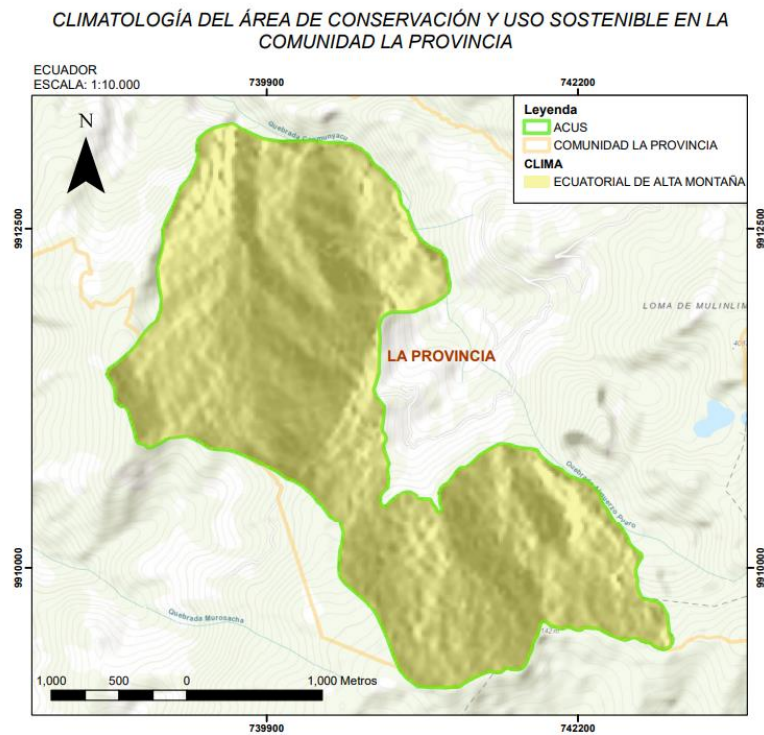 CLIMATOLOGÍA DEL ÁREA DE CONSERVACIÓN Y USO SOSTENIBLE EN LA
COMUNIDAD LA PROVINCIA
ECUADOR
ESCALA: 1:10.000
739900
742200
N
Leyenda
ACUS
COMUNIDAD LA PROVINCIA
CLIMA
ECUATORIAL DE ALTA MONTAÑA
Quebrada
9912500
9912500
LOMA DE MULINLIM
LA PROVINCIA
Quebrada
9910000
9910000
Quebrada Murosacha
1,000
500
0
1,000 Metros
739900
742200